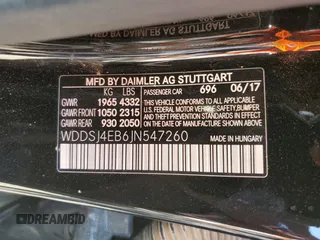 MFD BY DAIMLER AG STUTTGART
KG LBS PASSENGER CAR 696 06/17
GVWR 1965 4332
GAWR FRONT 1050 2315
GAWR REAR 930 2050
THIS VEHICLE CONFORMS TO ALL
APPLICABLE U.S. FEDERAL MOTOR
VEHICLE SAFETY, BUMPER, AND
THEFT PREVENTION STANDARDS
IN EFFECT ON THE DATE OF
MANUFACTURE SHOWN ABOVE.
WDDSJ4EB6JN547260
MADE IN HUNGARY
DREAMBID